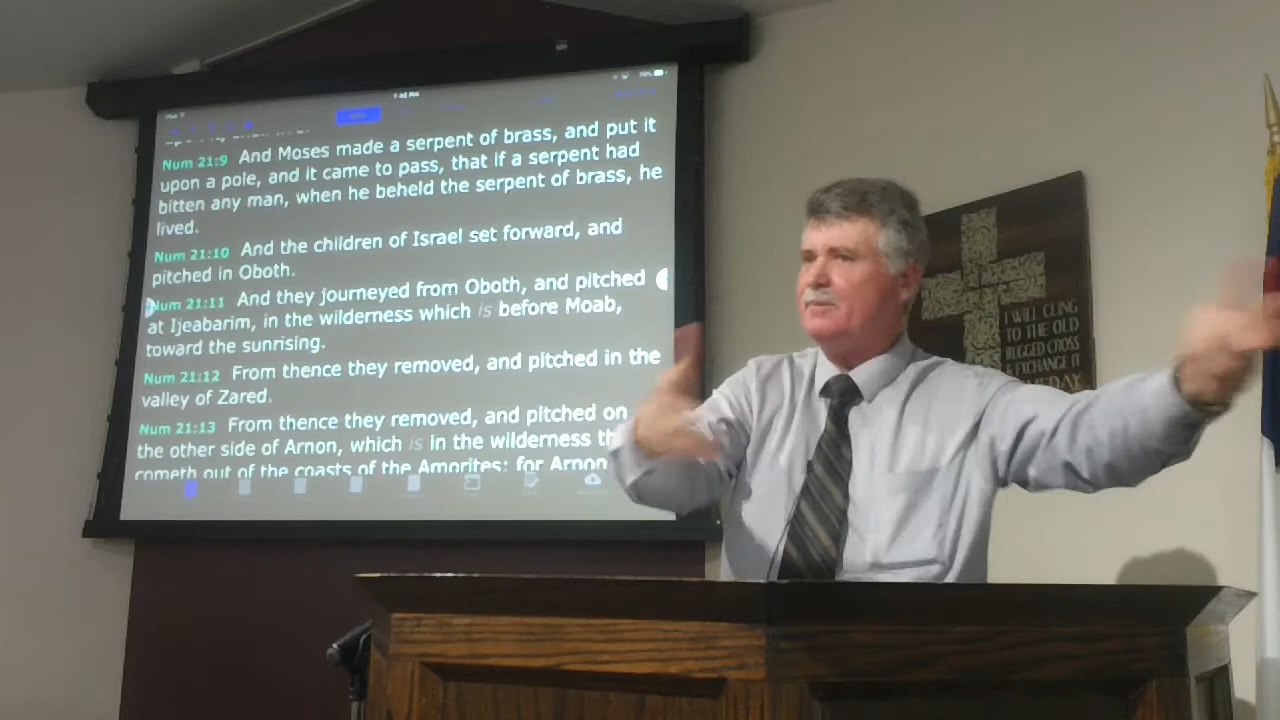 Num 21:9 And Moses made a serpent of brass, and put it
upon a pole, and it came to pass, that if a serpent had
bitten any man, when he beheld the serpent of brass, he
lived.
Num 21:10 And the children of Israel set forward, and
pitched in Oboth.
Num 21:11 And they journeyed from Oboth, and pitched
at Ijeabarim, in the wilderness which is before Moab,
toward the sunrising.
Num 21:12 From thence they removed, and pitched in the
valley of Zared.
Num 21:13 From thence they removed, and pitched on
the other side of Arnon, which is in the wilderness
cometh out of the coasts of the Amorites: for Arnon
I WILL CLING
TO THE OLD
RUGGED CROSS
& EXCHANGE IT